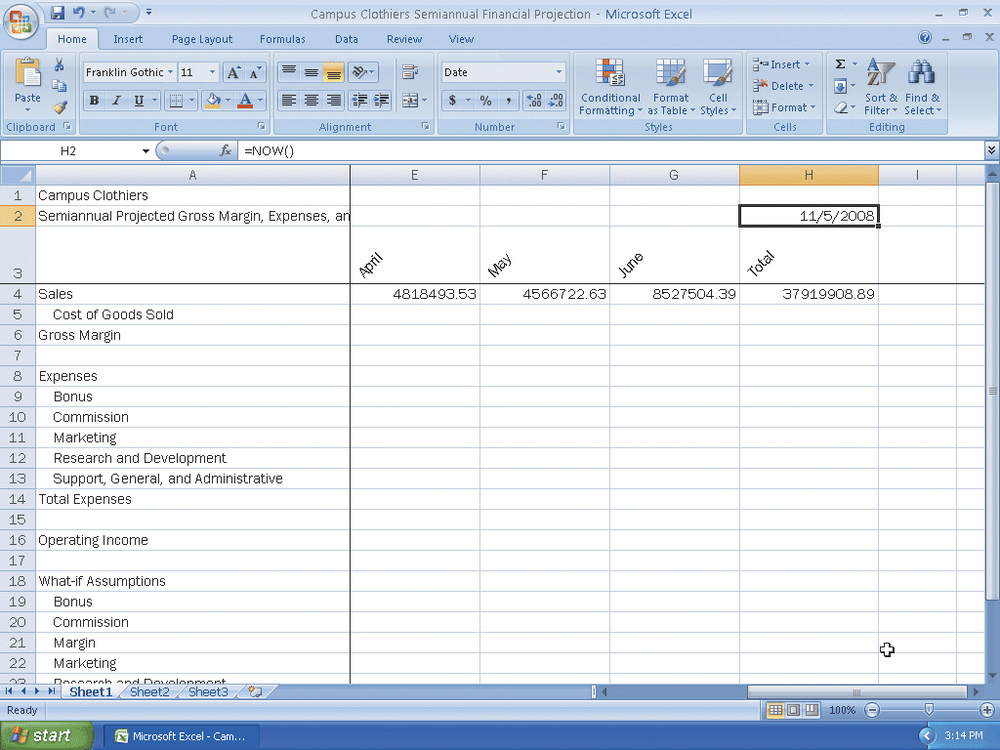 Campus Clothiers Semiannual Financial Projection - Microsoft Excel
Home Insert Page Layout Formulas Data Review View
Paste
Franklin Gothic 11
B I U A
Date
$ % ,
Conditional Formatting
Format as Table
Cell Styles
Insert
Delete
Format
Sort & Filter
Find & Select
Clipboard Font Alignment Number Styles Cells Editing
H2 fx =NOW()
A E F G H I
1 Campus Clothiers
2 Semiannual Projected Gross Margin, Expenses, an 11/5/2008
3 April May June Total
4 Sales 4818493.53 4566722.63 8527504.39 37919908.89
5 Cost of Goods Sold
6 Gross Margin
7
8 Expenses
9 Bonus
10 Commission
11 Marketing
12 Research and Development
13 Support, General, and Administrative
14 Total Expenses
15
16 Operating Income
17
18 What-if Assumptions
19 Bonus
20 Commission
21 Margin
22 Marketing
23 Research and Development
Sheet1 Sheet2 Sheet3
Ready 100%
start Microsoft Excel - Cam... 3:14 PM